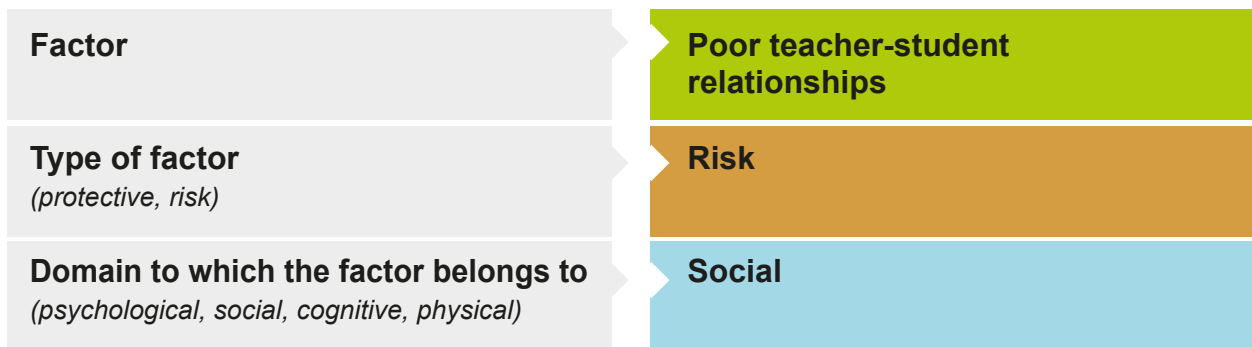 Factor
Poor teacher-student
relationships
Type of factor
(protective, risk)
Risk
Domain to which the factor belongs to
(psychological, social, cognitive, physical)
Social